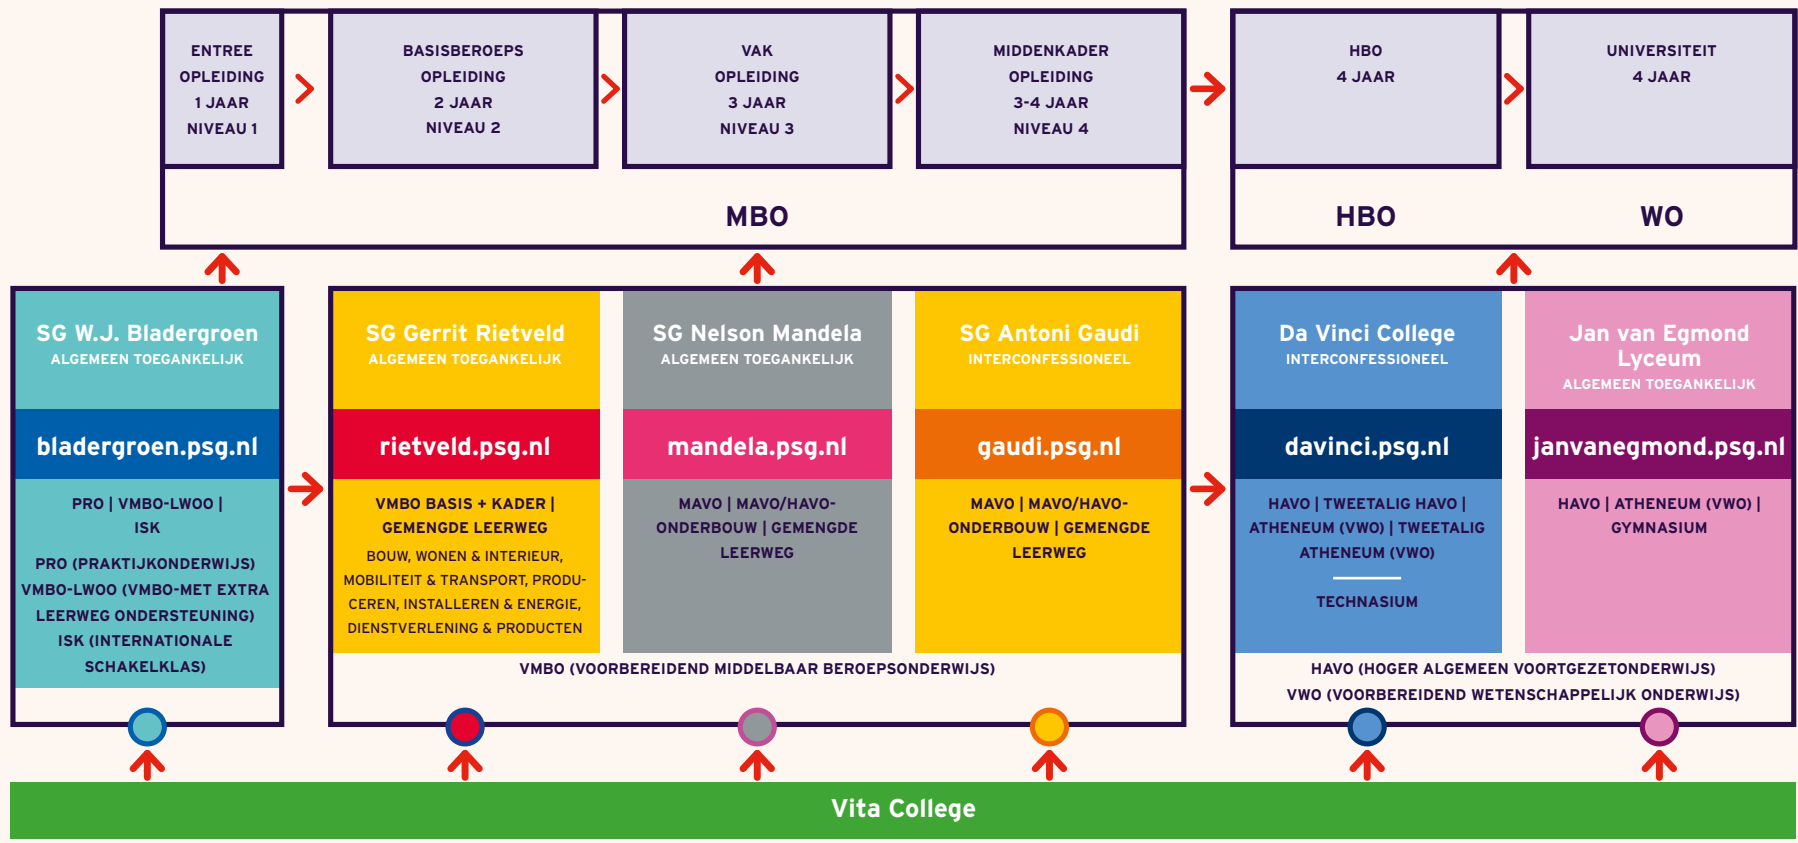 ENTREE
OPLEIDING
1 JAAR
NIVEAU 1
BASISBEROEPS
OPLEIDING
2 JAAR
NIVEAU 2
VAK
OPLEIDING
3 JAAR
NIVEAU 3
MIDDENKADER
OPLEIDING
3-4 JAAR
NIVEAU 4
HBO
4 JAAR
UNIVERSITEIT
4 JAAR
MBO
HBO
WO
SG W.J. Bladergroen
ALGEMEEN TOEGANKELIJK
bladergroen.psg.nl
PRO | VMBO-LWOO |
ISK
PRO (PRAKTIJKONDERWIJS)
VMBO-LWOO (VMBO-MET EXTRA
LEERWEG ONDERSTEUNING)
ISK (INTERNATIONALE
SCHAKELKLAS)
SG Gerrit Rietveld
ALGEMEEN TOEGANKELIJK
rietveld.psg.nl
VMBO BASIS + KADER |
GEMENGDE LEERWEG
BOUW, WONEN & INTERIEUR,
MOBILITEIT & TRANSPORT, PRODU-
CEREN, INSTALLEREN & ENERGIE,
DIENSTVERLENING & PRODUCTEN
SG Nelson Mandela
ALGEMEEN TOEGANKELIJK
mandela.psg.nl
MAVO | MAVO/HAVO-
ONDERBOUW | GEMENGDE
LEERWEG
SG Antoni Gaudi
INTERCONFESSIONEEL
gaudi.psg.nl
MAVO | MAVO/HAVO-
ONDERBOUW | GEMENGDE
LEERWEG
VMBO (VOORBEREIDEND MIDDELBAAR BEROEPSONDERWIJS)
Da Vinci College
INTERCONFESSIONEEL
davinci.psg.nl
HAVO | TWEETALIG HAVO |
ATHENEUM (VWO) | TWEETALIG
ATHENEUM (VWO)
TECHNASIUM
Jan van Egmond
Lyceum
ALGEMEEN TOEGANKELIJK
janvanegmond.psg.nl
HAVO | ATHENEUM (VWO) |
GYMNASIUM
HAVO (HOGER ALGEMEEN VOORTGEZETONDERWIJS)
VWO (VOORBEREIDEND WETENSCHAPPELIJK ONDERWIJS)
Vita College